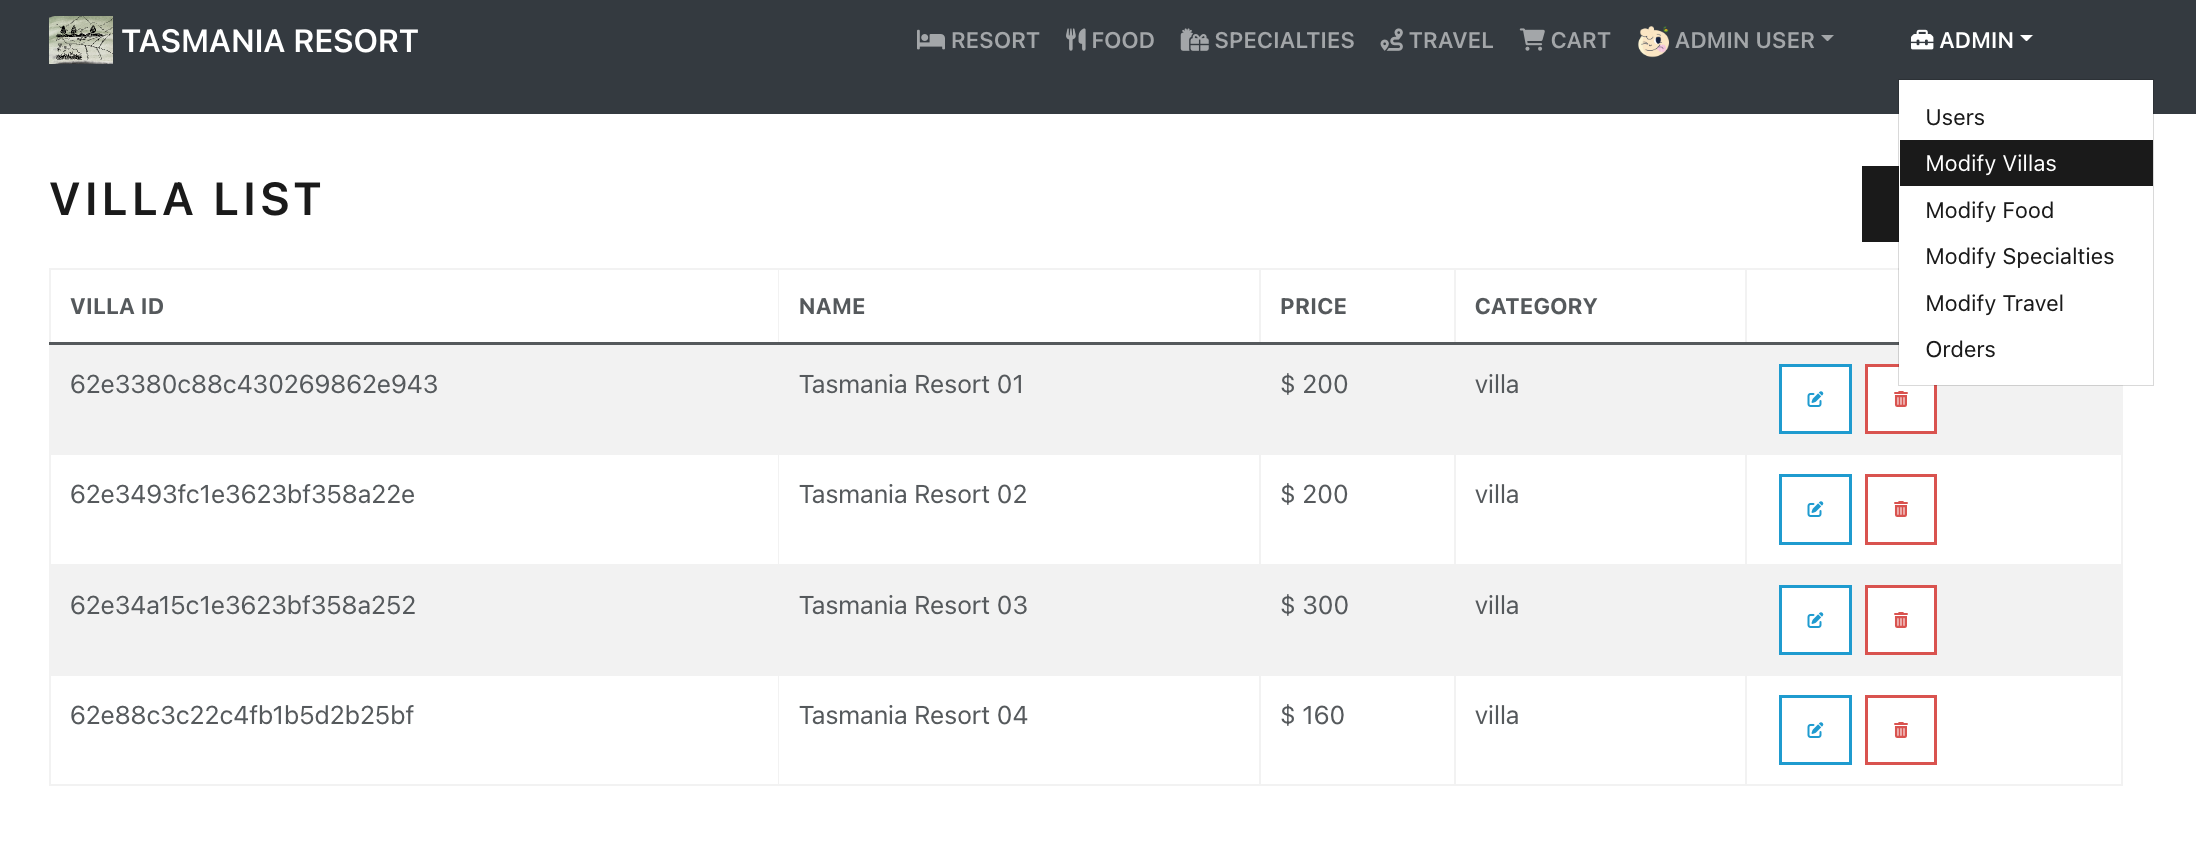 TASMANIA RESORT
RESORT FOOD SPECIALTIES TRAVEL CART ADMIN USER ADMIN
Users
Modify Villas
Modify Food
Modify Specialties
Modify Travel
Orders
VILLA LIST
VILLA ID NAME PRICE CATEGORY
62e3380c88c430269862e943 Tasmania Resort 01 $ 200 villa
62e3493fc1e3623bf358a22e Tasmania Resort 02 $ 200 villa
62e34a15c1e3623bf358a252 Tasmania Resort 03 $ 300 villa
62e88c3c22c4fb1b5d2b25bf Tasmania Resort 04 $ 160 villa